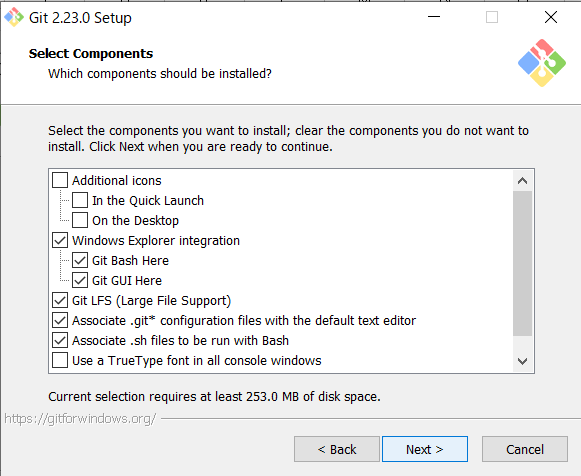 Git 2.23.0 Setup
Select Components
Which components should be installed?
Select the components you want to install; clear the components you do not want to
install. Click Next when you are ready to continue.
Additional icons
In the Quick Launch
On the Desktop
Windows Explorer integration
Git Bash Here
Git GUI Here
Git LFS (Large File Support)
Associate .git* configuration files with the default text editor
Associate .sh files to be run with Bash
Use a TrueType font in all console windows
Current selection requires at least 253.0 MB of disk space.
https://gitforwindows.org/
< Back
Next >
Cancel